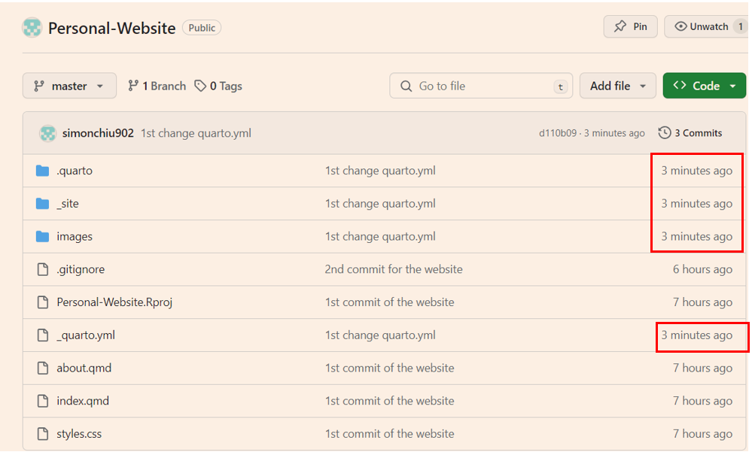 Personal-Website Public Pin Unwatch 1
master 1 Branch 0 Tags Go to file t Add file Code
simonchiu902 1st change quarto.yml d110b09 · 3 minutes ago 3 Commits
.quarto 1st change quarto.yml 3 minutes ago
_site 1st change quarto.yml 3 minutes ago
images 1st change quarto.yml 3 minutes ago
.gitignore 2nd commit for the website 6 hours ago
Personal-Website.Rproj 1st commit of the website 7 hours ago
_quarto.yml 1st change quarto.yml 3 minutes ago
about.qmd 1st commit of the website 7 hours ago
index.qmd 1st commit of the website 7 hours ago
styles.css 1st commit of the website 7 hours ago